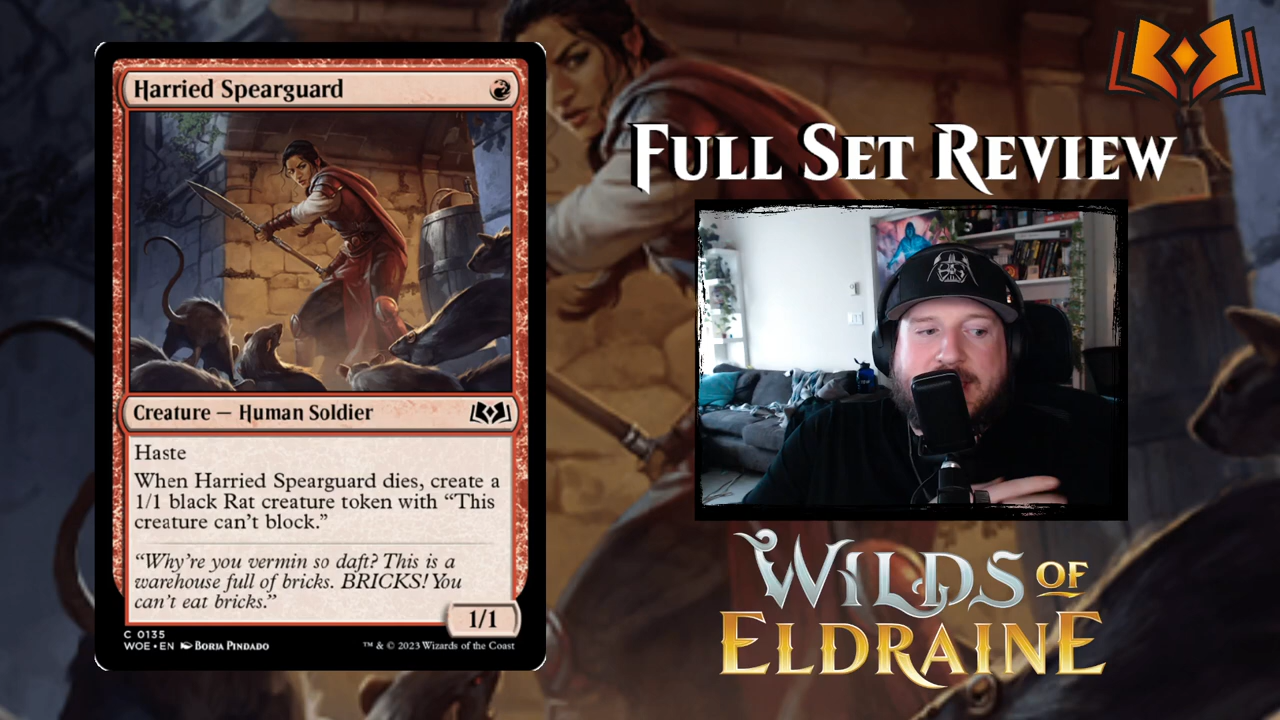 Harried Spearguard
Creature — Human Soldier
Haste
When Harried Spearguard dies, create a
1/1 black Rat creature token with “This
creature can’t block.”
“Why’re you vermin so daft? This is a
warehouse full of bricks. BRICKS! You
can’t eat bricks.”
1/1
C 0135
WOE • EN Borja Pindado
™ & © 2023 Wizards of the Coast
Full Set Review
Wilds of
Eldraine